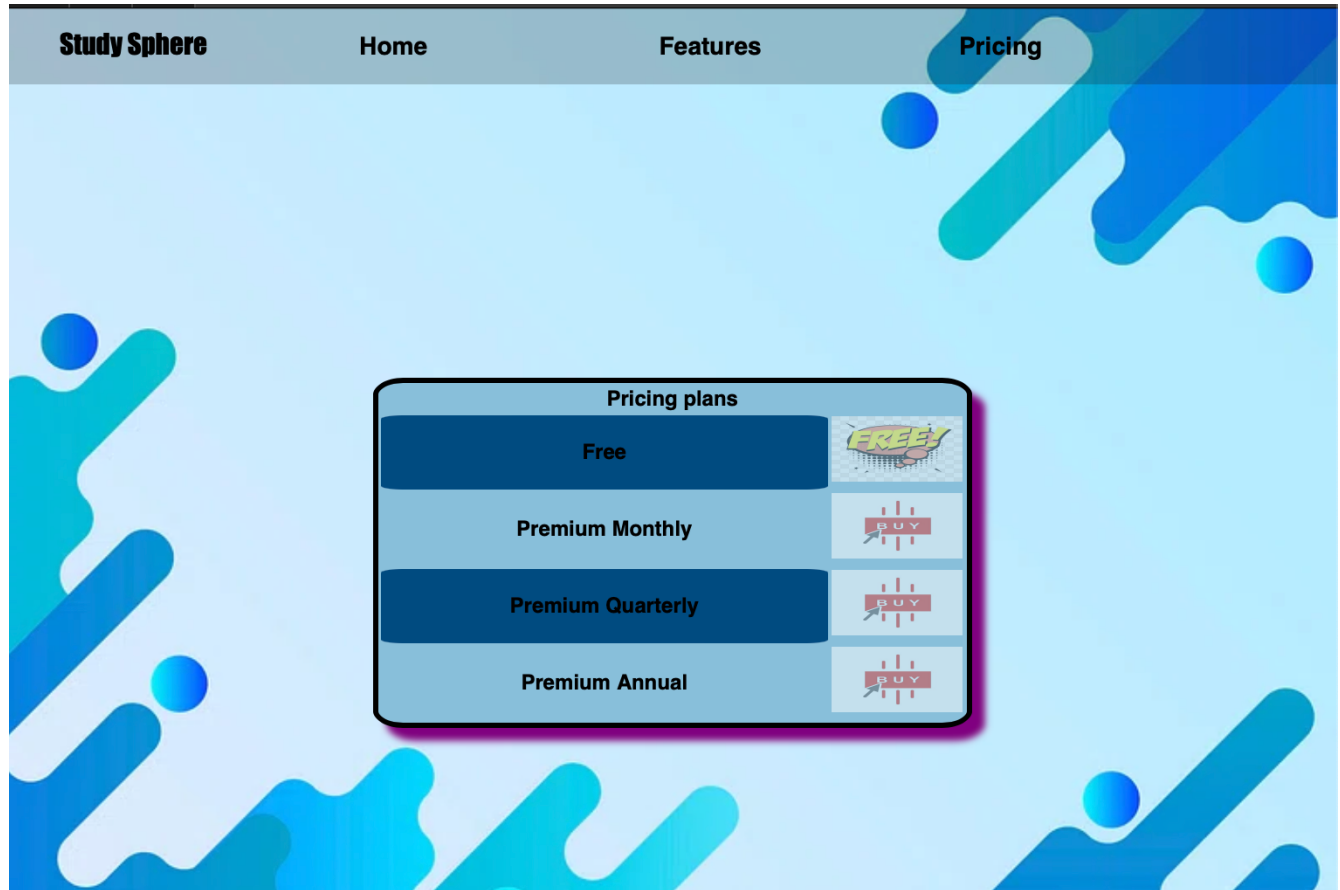 Study Sphere Home Features Pricing
Pricing plans
Free FREE!
Premium Monthly BUY
Premium Quarterly BUY
Premium Annual BUY